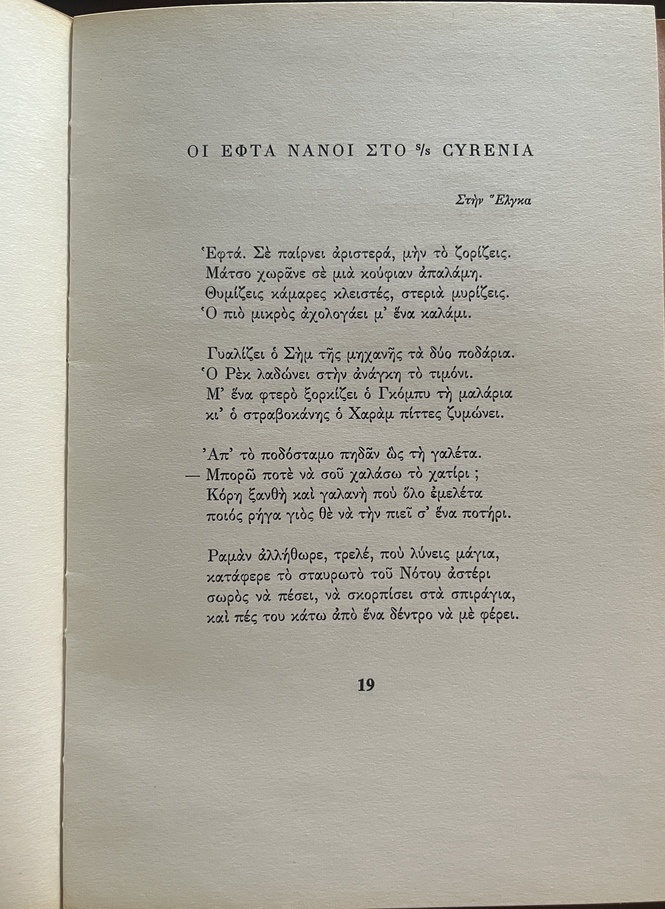 ΟΙ ΕΦΤΑ ΝΑΝΟΙ ΣΤΟ s/s CYRENIA
Στὴν Ἕλγκα
Ἑφτά. Σὲ παίρνει ἀριστερά, μὴν τὸ ζορίζεις.
Μάτσο χωρᾶνε σὲ μιὰ κούφιαν ἀπαλάμη.
Θυμίζεις κάμαρες κλειστές, στεριὰ μυρίζεις.
Ὁ πιὸ μικρὸς ἀχολογάει μ’ ἕνα καλάμι.
Γυαλίζει ὁ Σὴμ τῆς μηχανῆς τὰ δύο ποδάρια.
Ὁ Ρὲκ λαδώνει στὴν ἀνάγκη τὸ τιμόνι.
Μ’ ἕνα φτερὸ ξορκίζει ὁ Γκόμπυ τὴ μαλάρια
κι’ ὁ στραβοκάνης ὁ Χαρὰμ πίττες ζυμώνει.
Ἀπ’ τὸ ποδόσταμο πηδᾶν ὣς τὴ γαλέτα.
— Μπορῶ ποτὲ νὰ σοῦ χαλάσω τὸ χατίρι ;
Κόρη ξανθὴ καὶ γαλανὴ ποὺ ὅλο ἐμελέτα
ποιός ρήγα γιὸς θὲ νὰ τὴν πιεῖ σ’ ἕνα ποτήρι.
Ραμὰν ἀλλήθωρε, τρελέ, ποὺ λύνεις μάγια,
κατάφερε τὸ σταυρωτὸ τοῦ Νότου ἀστέρι
σωρὸς νὰ πέσει, νὰ σκορπίσει στὰ σπιράγια,
καὶ πές του κάτω ἀπὸ ἕνα δέντρο νὰ μὲ φέρει.
19